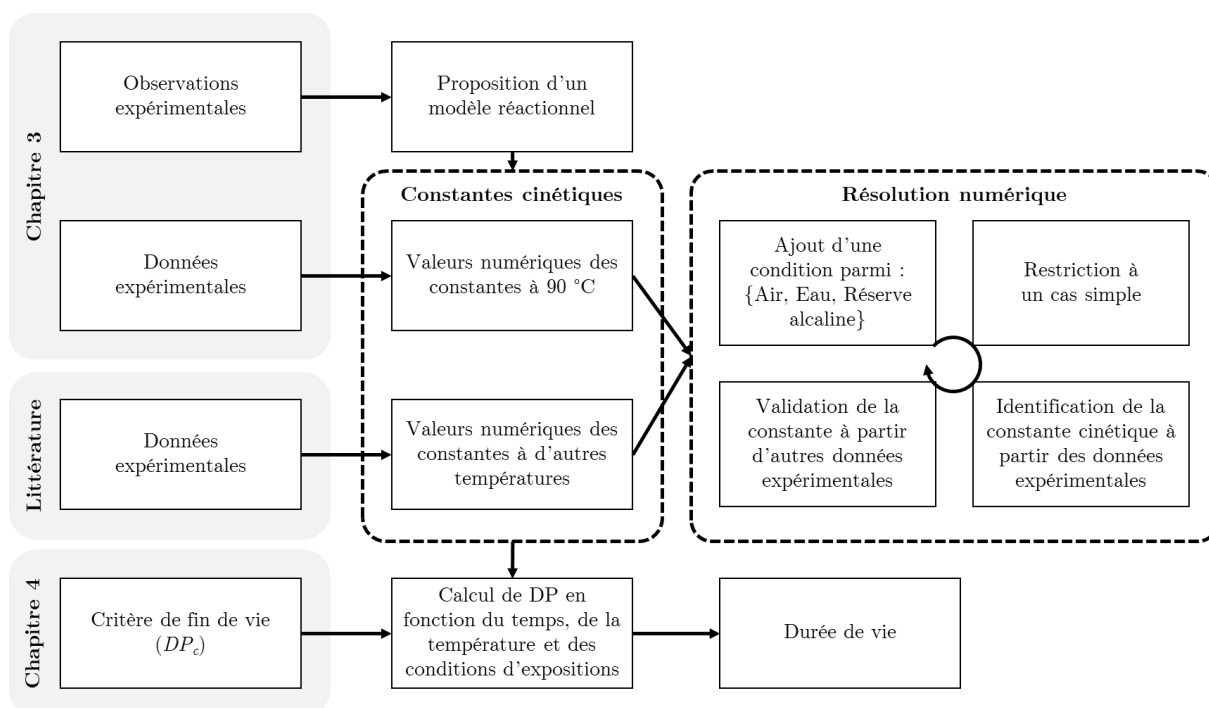 Chapitre 3
Observations
expérimentales
Proposition d'un
modèle réactionnel
Constantes cinétiques
Données
expérimentales
Valeurs numériques des
constantes à 90 °C
Résolution numérique
Ajout d'une
condition parmi :
{Air, Eau, Réserve
alcaline}
Restriction à
un cas simple
Littérature
Données
expérimentales
Valeurs numériques des
constantes à d'autres
températures
Validation de la
constante à partir
d'autres données
expérimentales
Identification de la
constante cinétique à
partir des données
expérimentales
Chapitre 4
Critère de fin de vie
(DPc)
Calcul de DP en
fonction du temps, de la
température et des
conditions d'expositions
Durée de vie